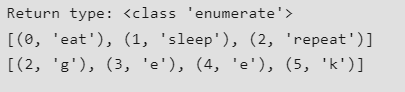 Return type: <class 'enumerate'>
[(0, 'eat'), (1, 'sleep'), (2, 'repeat')]
[(2, 'g'), (3, 'e'), (4, 'e'), (5, 'k')]